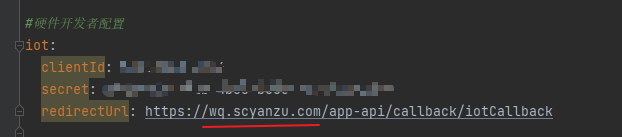 #硬件开发者配置
iot:
clientId:
secret:
redirectUrl: https://wq.scyanzu.com/app-api/callback/iotCallback